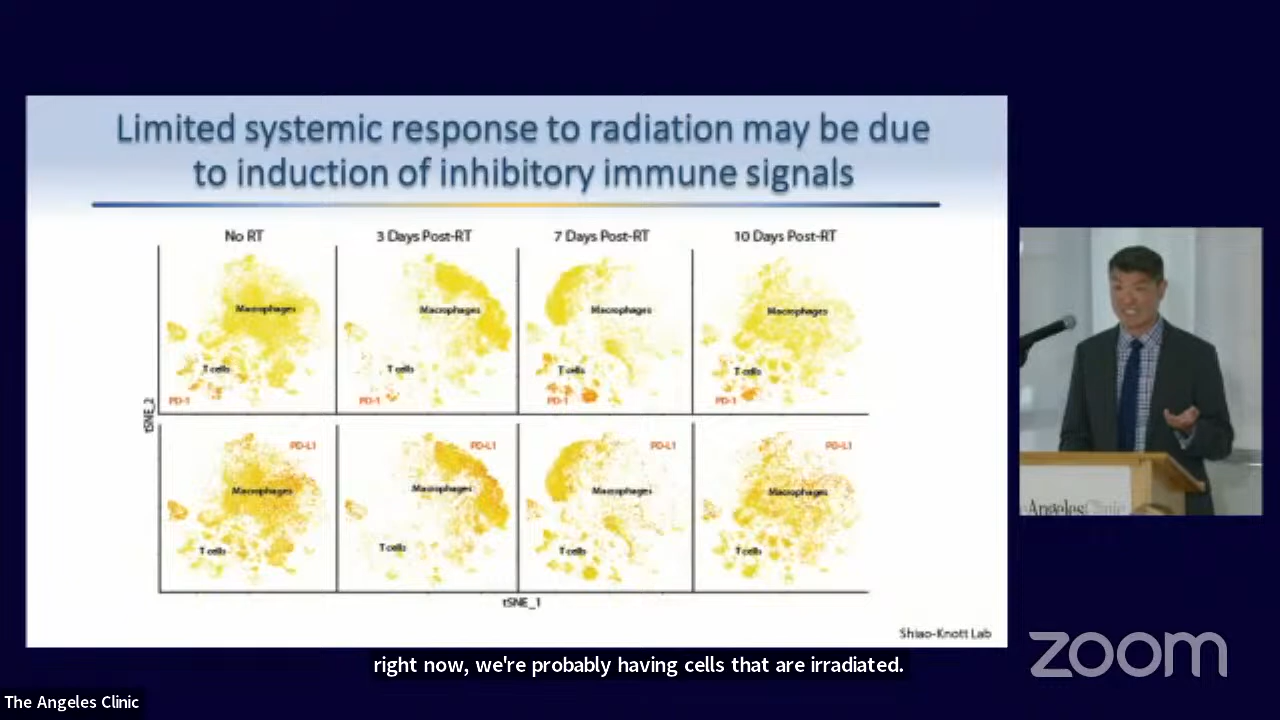 Limited systemic response to radiation may be due
to induction of inhibitory immune signals
No RT
3 Days Post-RT
7 Days Post-RT
10 Days Post-RT
Macrophages
Macrophages
Macrophages
Macrophages
T cells
T cells
T cells
T cells
PD-1
PD-1
PD-1
PD-1
tSNE_2
PD-L1
PD-L1
PD-L1
PD-L1
Macrophages
Macrophages
Macrophages
Macrophages
T cells
T cells
T cells
T cells
tSNE_1
Shiao-Knott Lab
Angeles Clinic
zoom
right now, we're probably having cells that are irradiated.
The Angeles Clinic